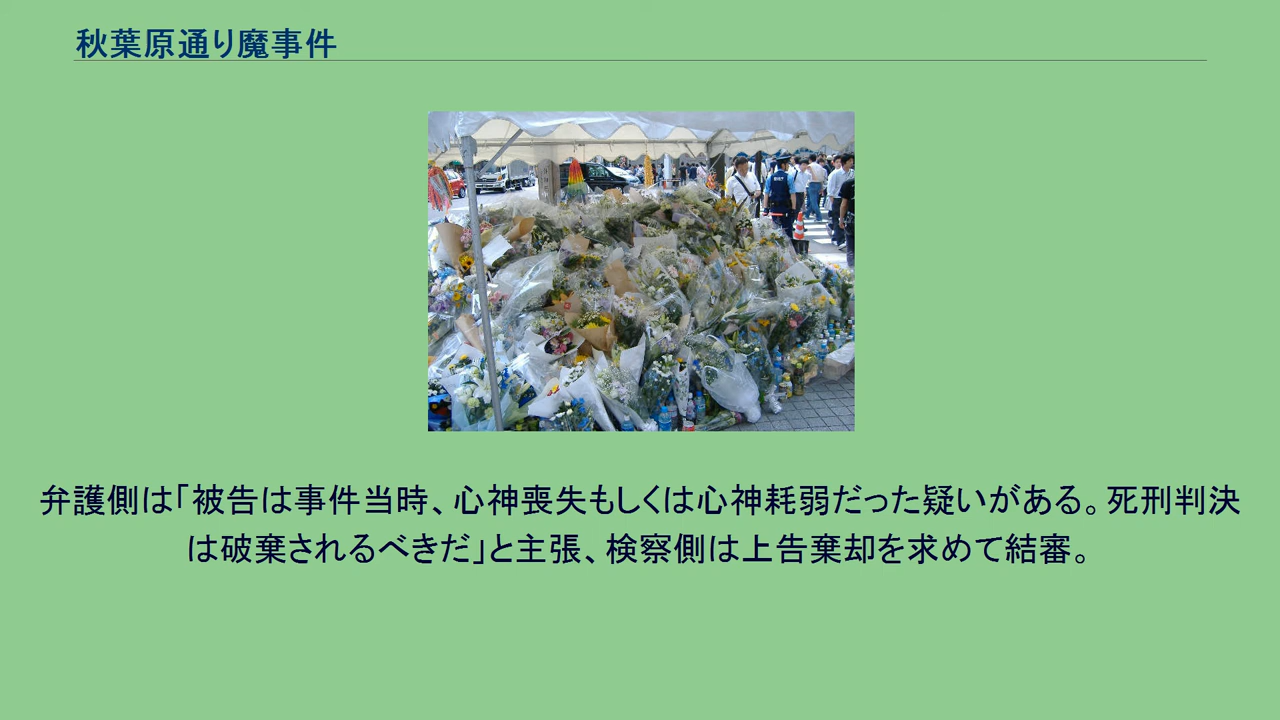 秋葉原通り魔事件
弁護側は「被告は事件当時、心神喪失もしくは心神耗弱だった疑いがある。死刑判決
は破棄されるべきだ」と主張、検察側は上告棄却を求めて結審。